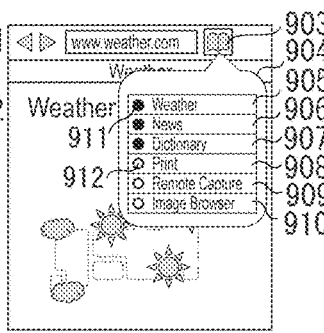 www.weather.com
903
904
Weather
905
Weather
Weather
906
News
911
Dictionary
907
Print
908
912
Remote Capture
909
Image Browser
910